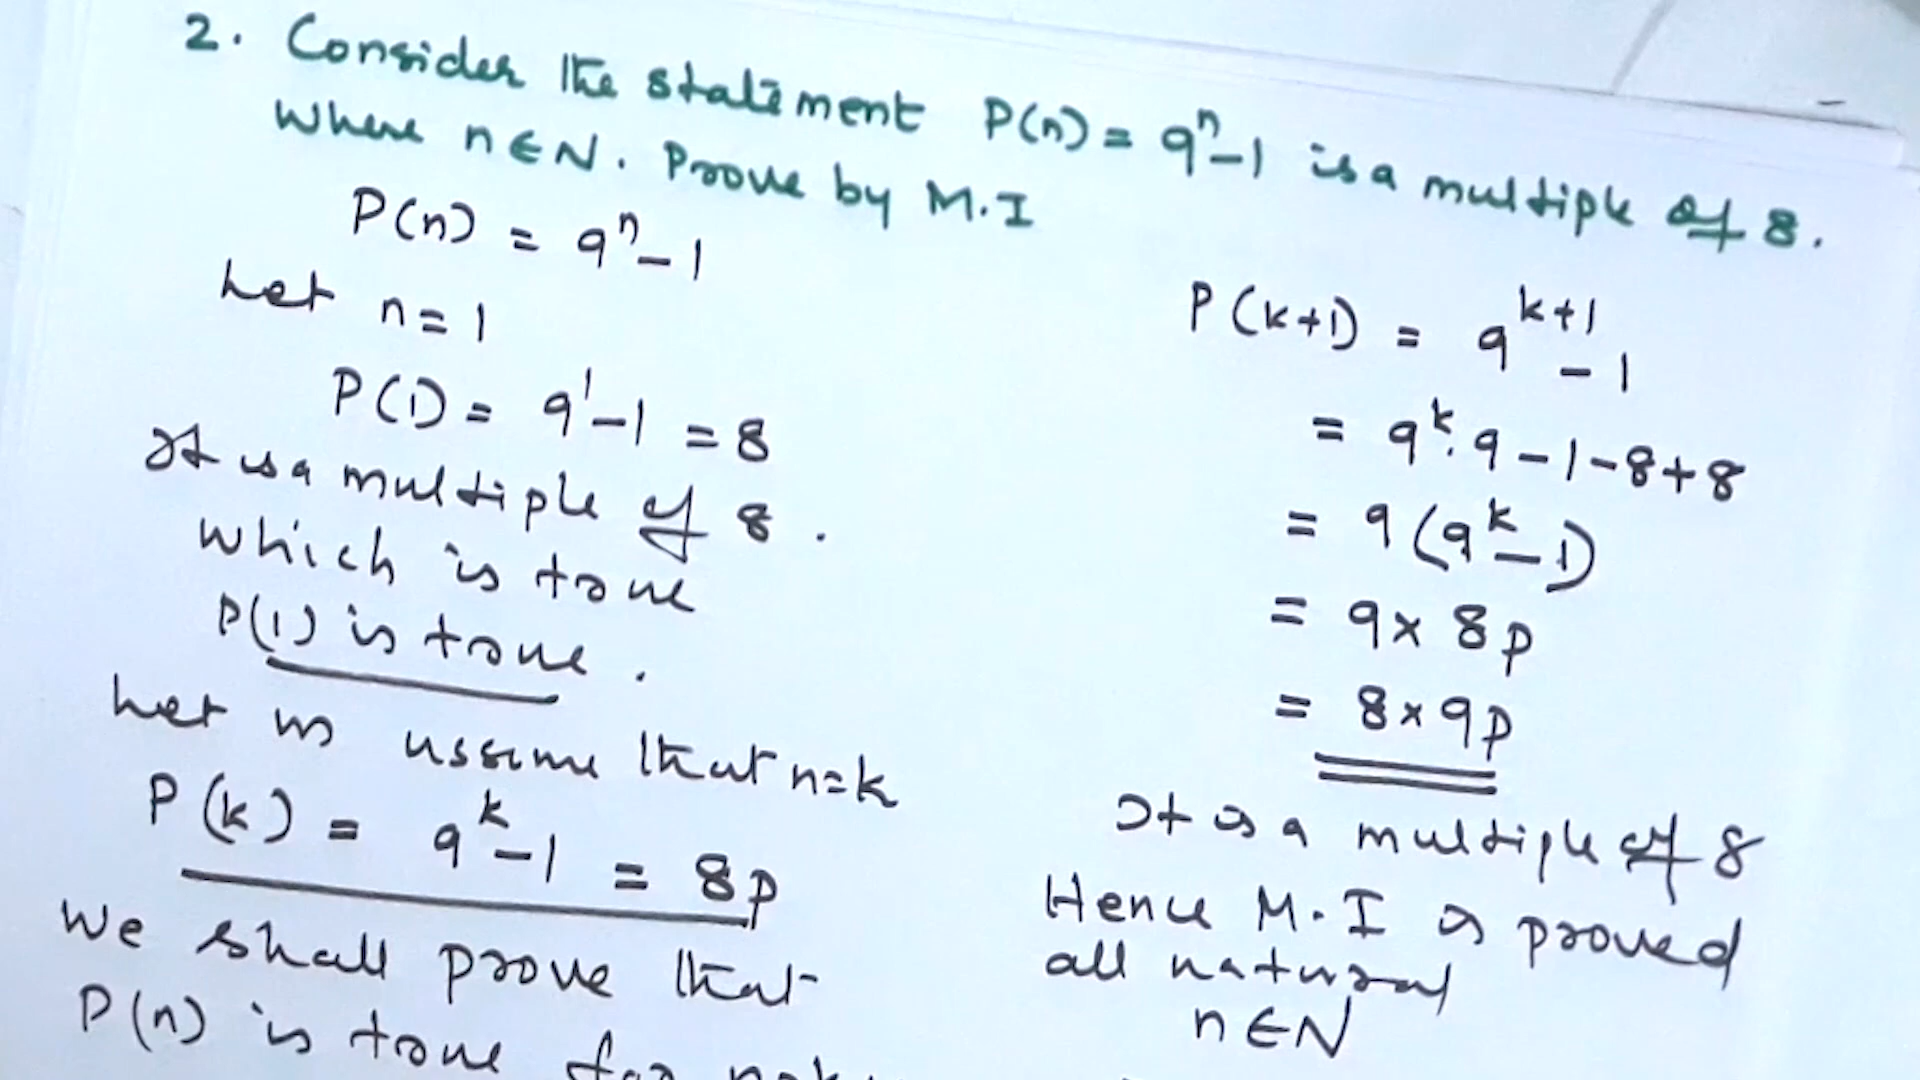 2. Consider the statement P(n) = 9ⁿ-1 is a multiple of 8.
where n∈N. Prove by M.I
P(n) = 9ⁿ-1
Let n=1
P(1) = 9¹-1 = 8
It is a multiple of 8.
which is true
P(1) is true.
Let us assume that n=k
P(k) = 9ᵏ-1 = 8p
We shall prove that
P(n) is true for
P(k+1) = 9ᵏ⁺¹-1
= 9ᵏ.9-1-8+8
= 9(9ᵏ-1)
= 9×8p
= 8×9p
It is a multiple of 8
Hence M.I is proved
all natural
n∈N